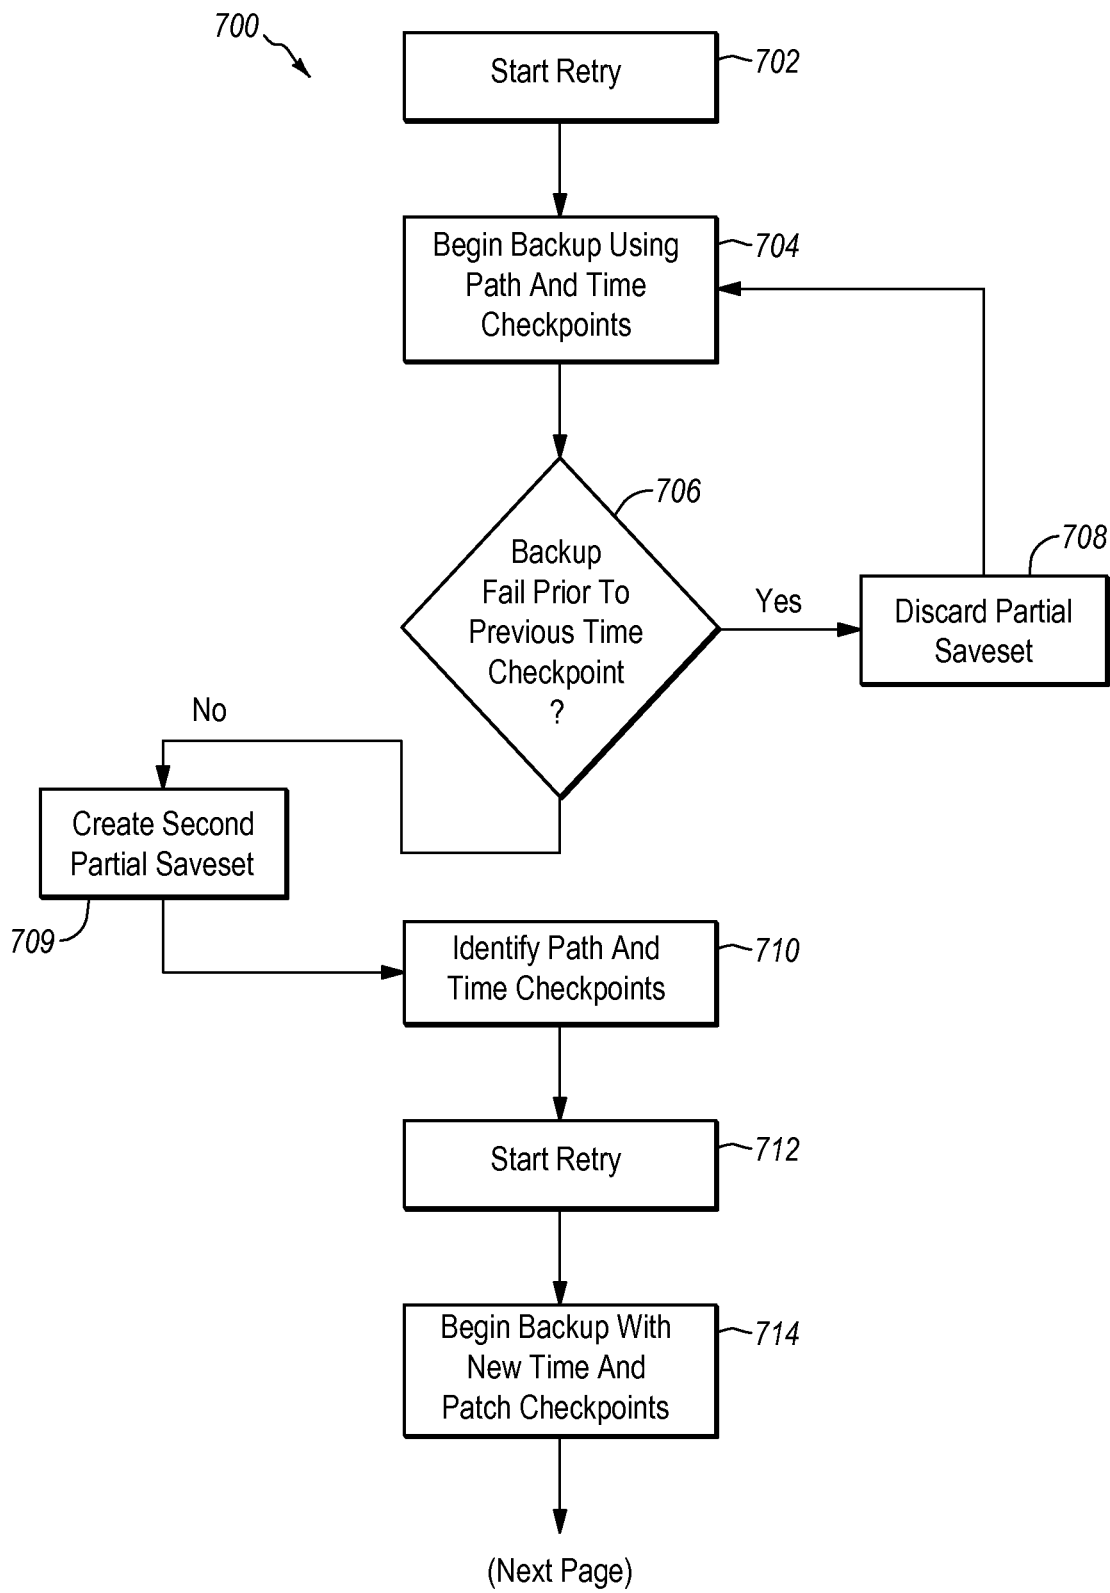 700
Start Retry
702
Begin Backup Using
Path And Time
Checkpoints
704
706
Backup
Fail Prior To
Previous Time
Checkpoint
?
Yes
708
Discard Partial
Saveset
No
Create Second
Partial Saveset
709
Identify Path And
Time Checkpoints
710
Start Retry
712
Begin Backup With
New Time And
Patch Checkpoints
714
(Next Page)